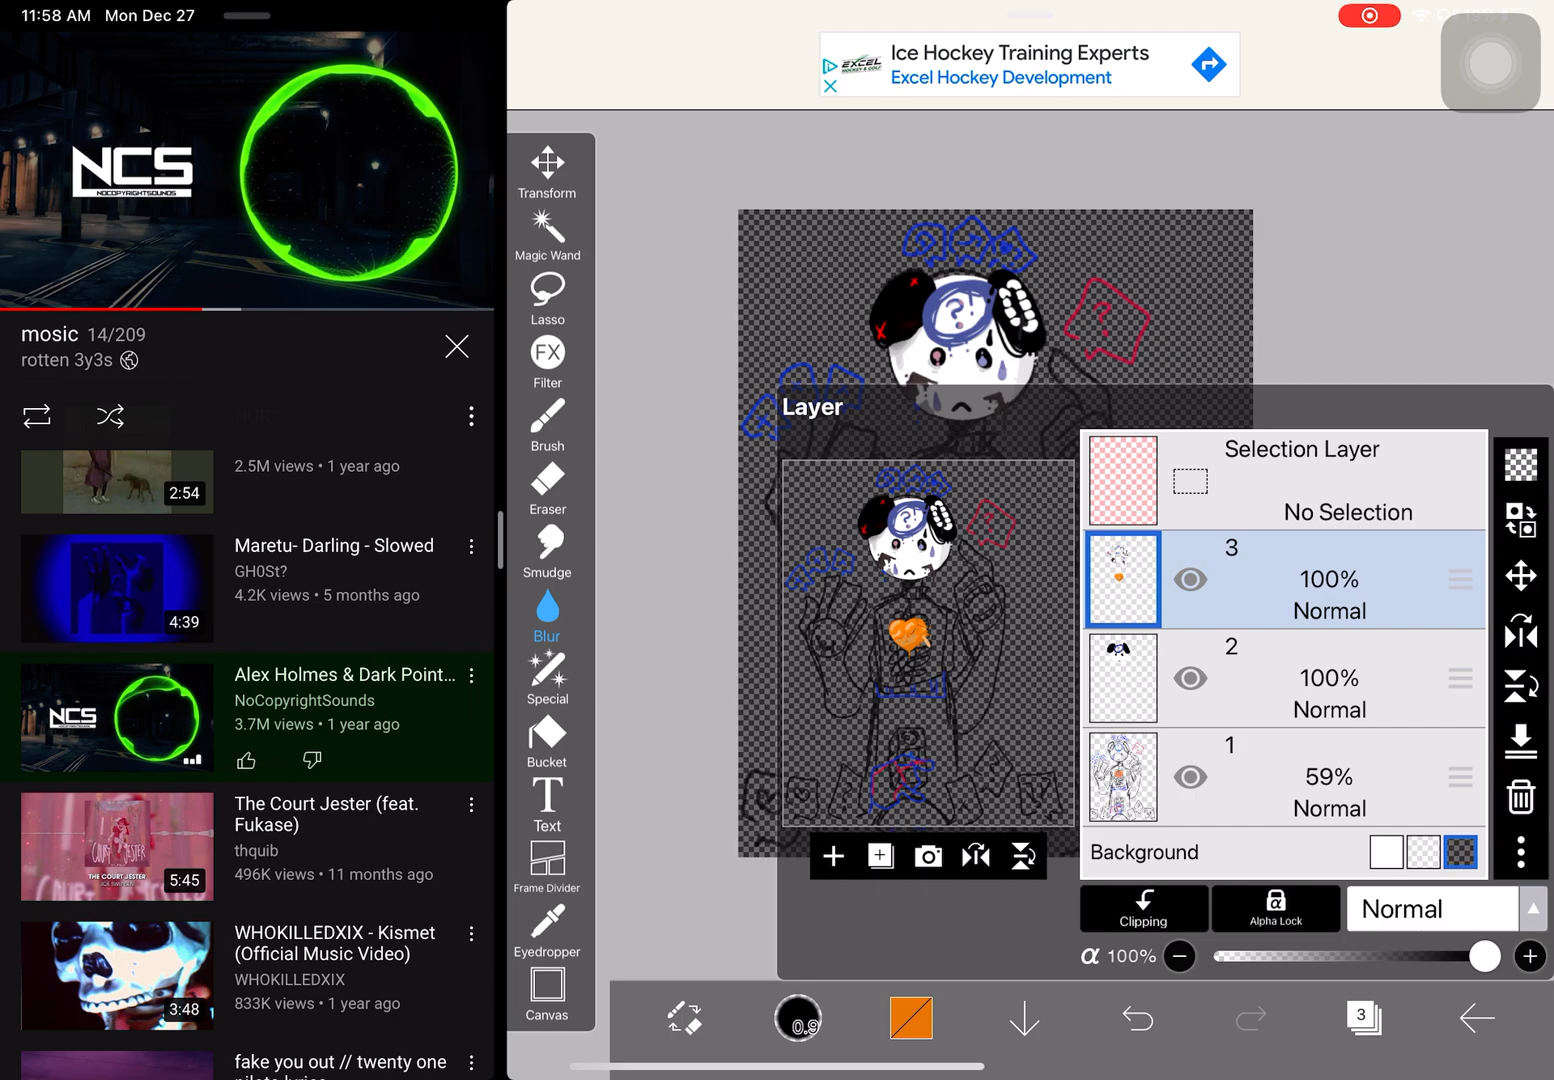 11:58 AM Mon Dec 27
NCS
NOCOPYRIGHTSOUNDS
mosic 14/209
rotten 3y3s
2.5M views • 1 year ago
2:54
Maretu- Darling - Slowed
GH0St?
4.2K views • 5 months ago
4:39
Alex Holmes & Dark Point...
NoCopyrightSounds
3.7M views • 1 year ago
NCS
The Court Jester (feat.
Fukase)
thquib
496K views • 11 months ago
THE COURT JESTER
5:45
WHOKILLEDXIX - Kismet
(Official Music Video)
WHOKILLEDXIX
833K views • 1 year ago
3:48
fake you out // twenty one
pilots lyrics
EXCEL
Ice Hockey Training Experts
Excel Hockey Development
Transform
Magic Wand
Lasso
FX
Filter
Brush
Eraser
Smudge
Blur
Special
Bucket
T
Text
Frame Divider
Eyedropper
Canvas
?!
?
Layer
Selection Layer
No Selection
3
100%
Normal
2
100%
Normal
1
59%
Normal
Background
Clipping
α
Alpha Lock
Normal
α 100%
0.9
3